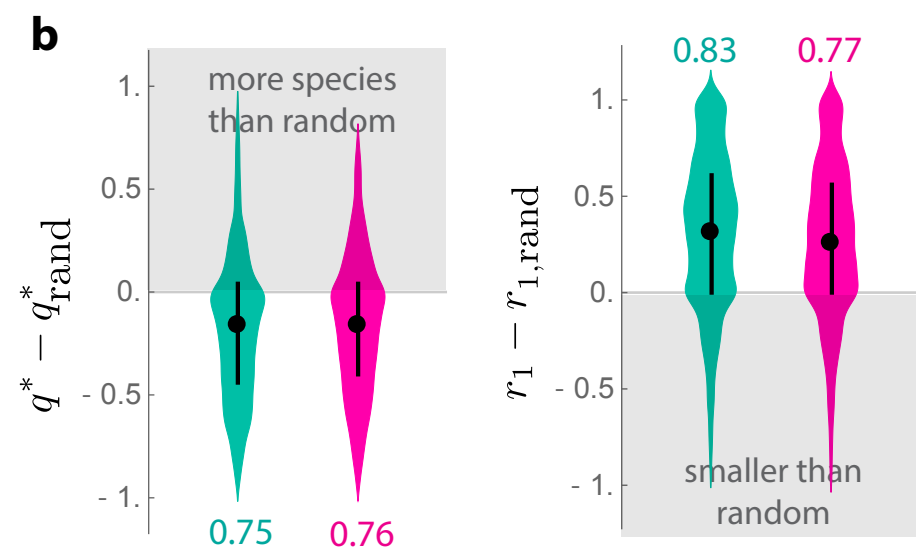 b
more species
than random
1.
0.5
0.
- 0.5
- 1.
q* − q*rand
0.75
0.76
0.83
0.77
1.
0.5
0.
- 0.5
- 1.
r1 − r1,rand
smaller than
random